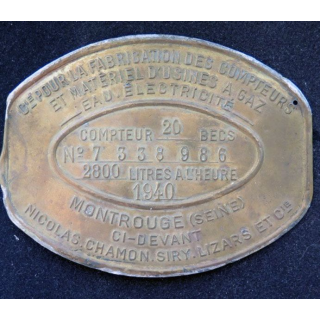 Cie POUR LA FABRICATION DES COMPTEURS
ET MATÉRIEL D'USINES A GAZ
EAU, ÉLECTRICITÉ
COMPTEUR 20 BECS
No 7338986
2800 LITRES A L'HEURE
1940
MONTROUGE (SEINE)
CI-DEVANT
NICOLAS, CHAMON, SIRY, LIZARS ET Cie